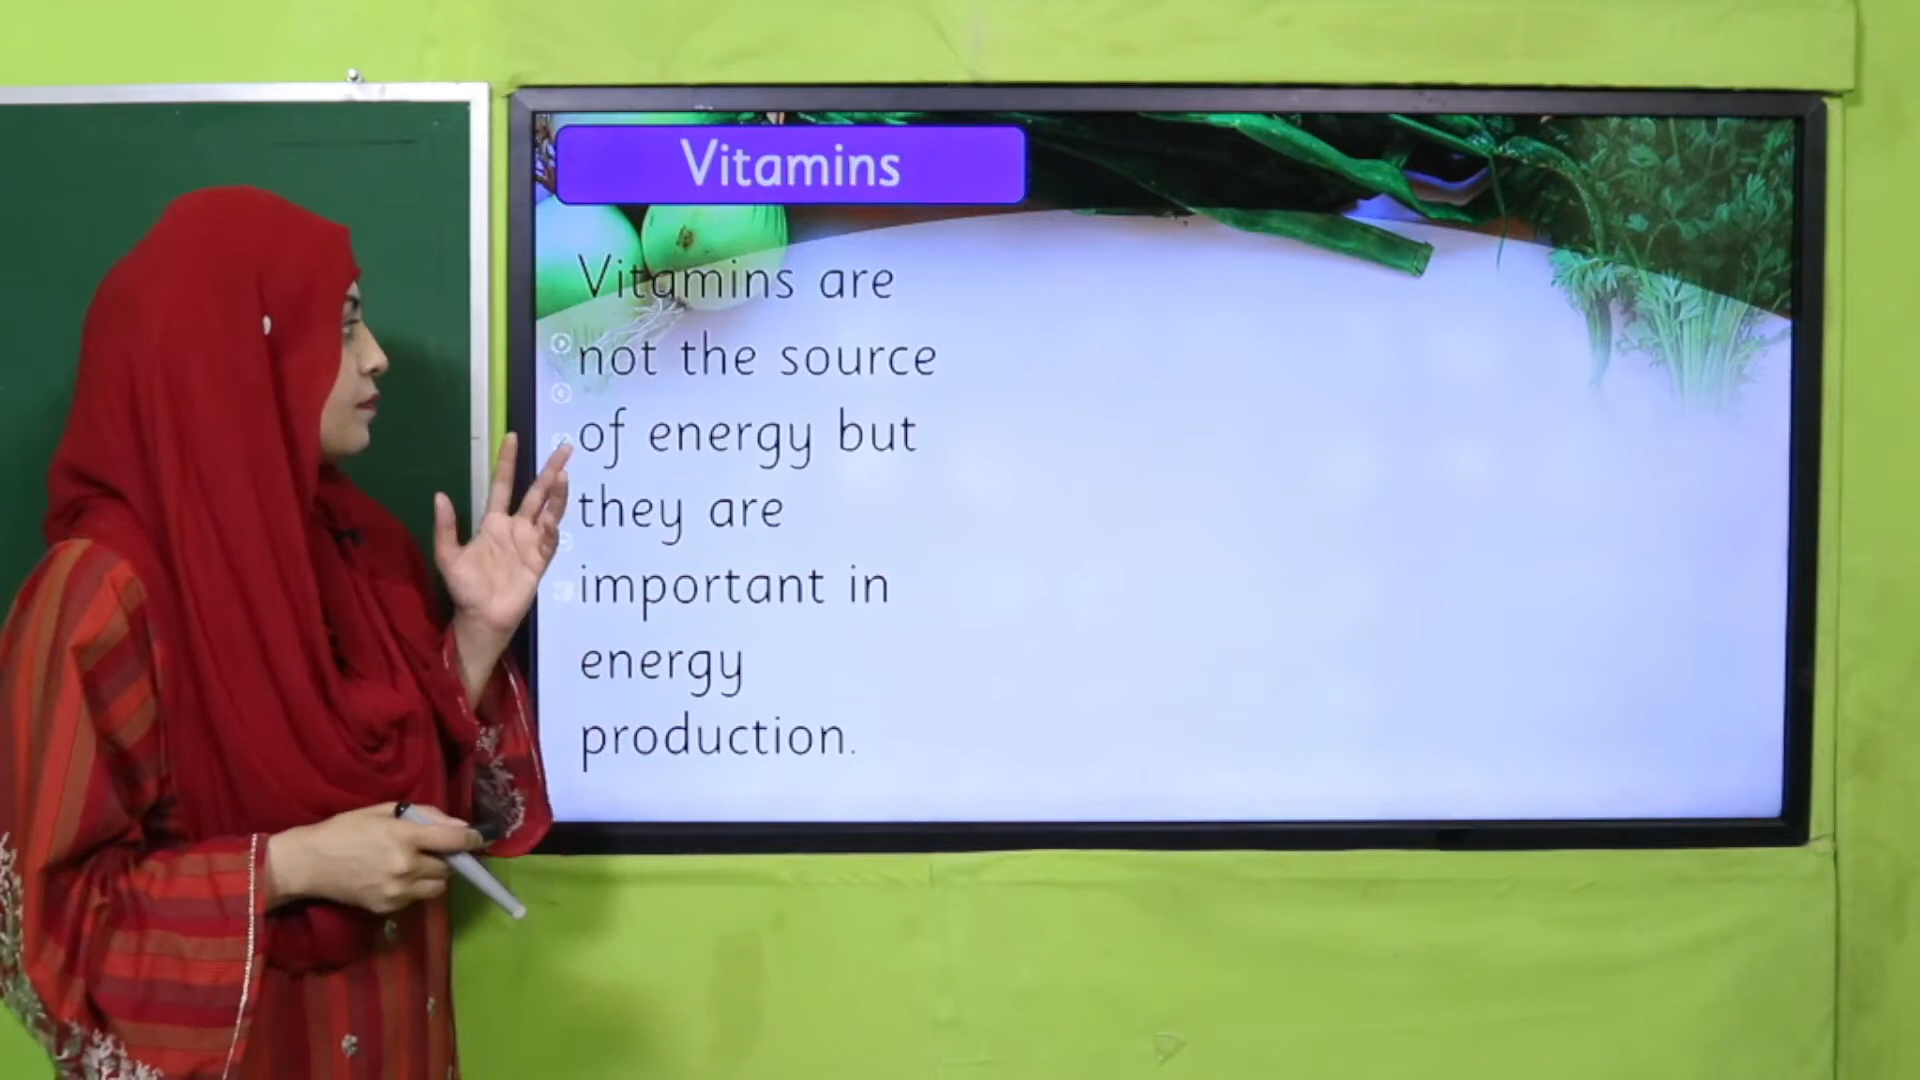 Vitamins
Vitamins are
not the source
of energy but
they are
important in
energy
production.